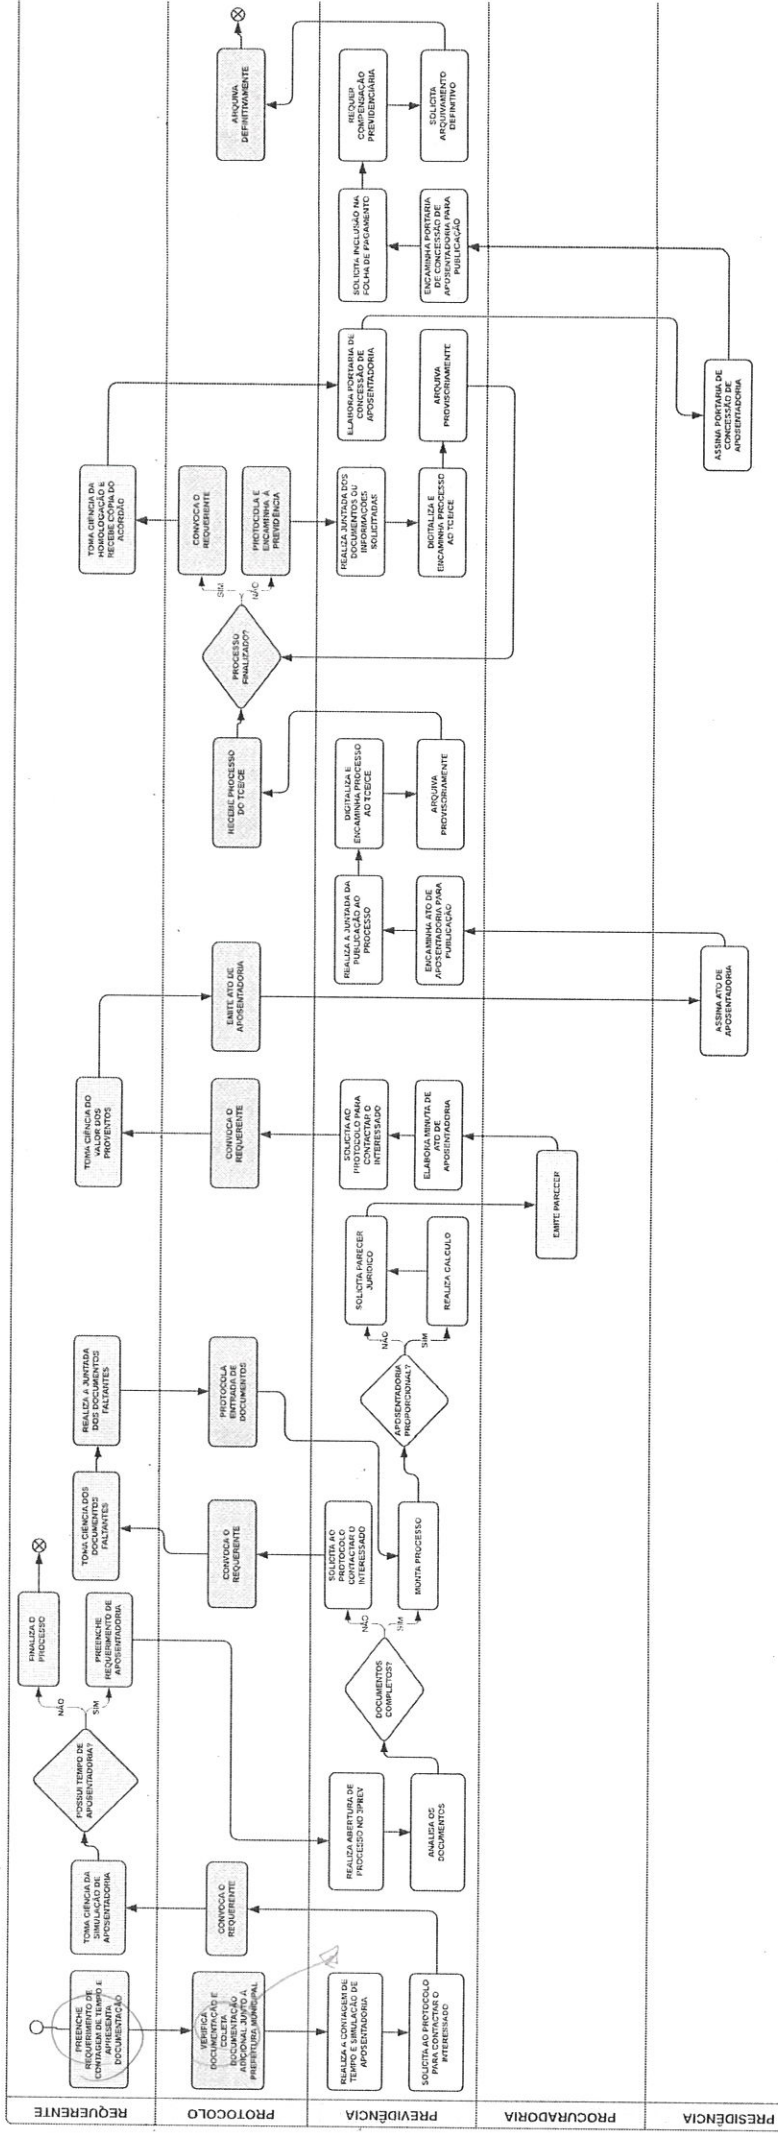 REQUERENTE
PREENCHE
REQUERIMENTO DE
CONTAGEM DE TEMPO E
APRESENTA
DOCUMENTAÇÃO
TOMA CIÊNCIA DA
SIMULAÇÃO DE
APOSENTADORIA
POSSUI TEMPO DE
APOSENTADORIA?
NÃO
SIM
FINALIZA O
PROCESSO
PREENCHE
REQUERIMENTO DE
APOSENTADORIA
TOMA CIÊNCIA DOS
DOCUMENTOS
FALTANTES
REALIZA A JUNTADA
DOS DOCUMENTOS
FALTANTES
TOMA CIÊNCIA DO
VALOR DOS
PROVENTOS
TOMA CIÊNCIA DA
HOMOLOGAÇÃO E
RECEBE CÓPIA DO
ACORDÃO
PROTOCOLO
VERIFICA
DOCUMENTAÇÃO E
COLETA
DOCUMENTAÇÃO
ADICIONAL JUNTO À
PREFEITURA MUNICIPAL
CONVOCA O
REQUERENTE
CONVOCA O
REQUERENTE
PROTOCOLA
ENTRADA DE
DOCUMENTOS
CONVOCA O
REQUERENTE
EMITE ATO DE
APOSENTADORIA
RECEBE PROCESSO
DO TCE/CE
PROCESSO
FINALIZADO?
SIM
NÃO
CONVOCA O
REQUERENTE
PROTOCOLA E
ENCAMINHA À
PREVIDÊNCIA
ARQUIVA
DEFINITIVAMENTE
PREVIDÊNCIA
REALIZA A CONTAGEM DE
TEMPO E SIMULAÇÃO DE
APOSENTADORIA
SOLICITA AO PROTOCOLO
PARA CONTACTAR O
INTERESSADO
REALIZA ABERTURA DE
PROCESSO NO 3PREV
ANALISA OS
DOCUMENTOS
DOCUMENTOS
COMPLETOS?
NÃO
SIM
SOLICITA AO
PROTOCOLO
CONTACTAR O
INTERESSADO
MONTA PROCESSO
APOSENTADORIA
PROPORCIONAL?
NÃO
SIM
SOLICITA PARECER
JURÍDICO
REALIZA CALCULO
SOLICITA AO
PROTOCOLO PARA
CONTACTAR O
INTERESSADO
ELABORA MINUTA DE
ATO DE
APOSENTADORIA
REALIZA A JUNTADA DA
PUBLICAÇÃO AO
PROCESSO
ENCAMINHA ATO DE
APOSENTADORIA PARA
PUBLICAÇÃO
DIGITALIZA E
ENCAMINHA PROCESSO
AO TCE/CE
ARQUIVA
PROVISORIAMENTE
REALIZA JUNTADA DOS
DOCUMENTOS OU
INFORMAÇÕES
SOLICITADAS
DIGITALIZA E
ENCAMINHA PROCESSO
AO TCE/CE
ELABORA PORTARIA DE
CONCESSÃO DE
APOSENTADORIA
ARQUIVA
PROVISORIAMENTE
SOLICITA INCLUSÃO NA
FOLHA DE PAGAMENTO
ENCAMINHA PORTARIA
DE CONCESSÃO DE
APOSENTADORIA PARA
PUBLICAÇÃO
REQUER
COMPENSAÇÃO
PREVIDENCIÁRIA
SOLICITA
ARQUIVAMENTO
DEFINITIVO
PROCURADORIA
EMITE PARECER
PRESIDÊNCIA
ASSINA ATO DE
APOSENTADORIA
ASSINA PORTARIA DE
CONCESSÃO DE
APOSENTADORIA